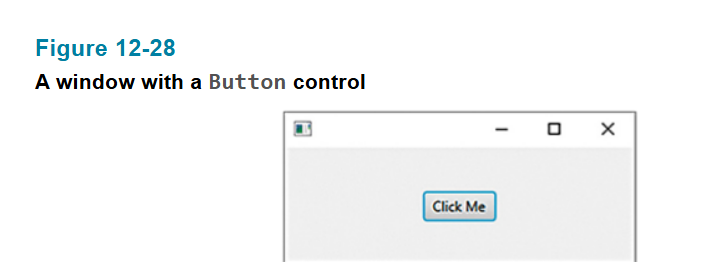 Figure 12-28
A window with a Button control
Click Me